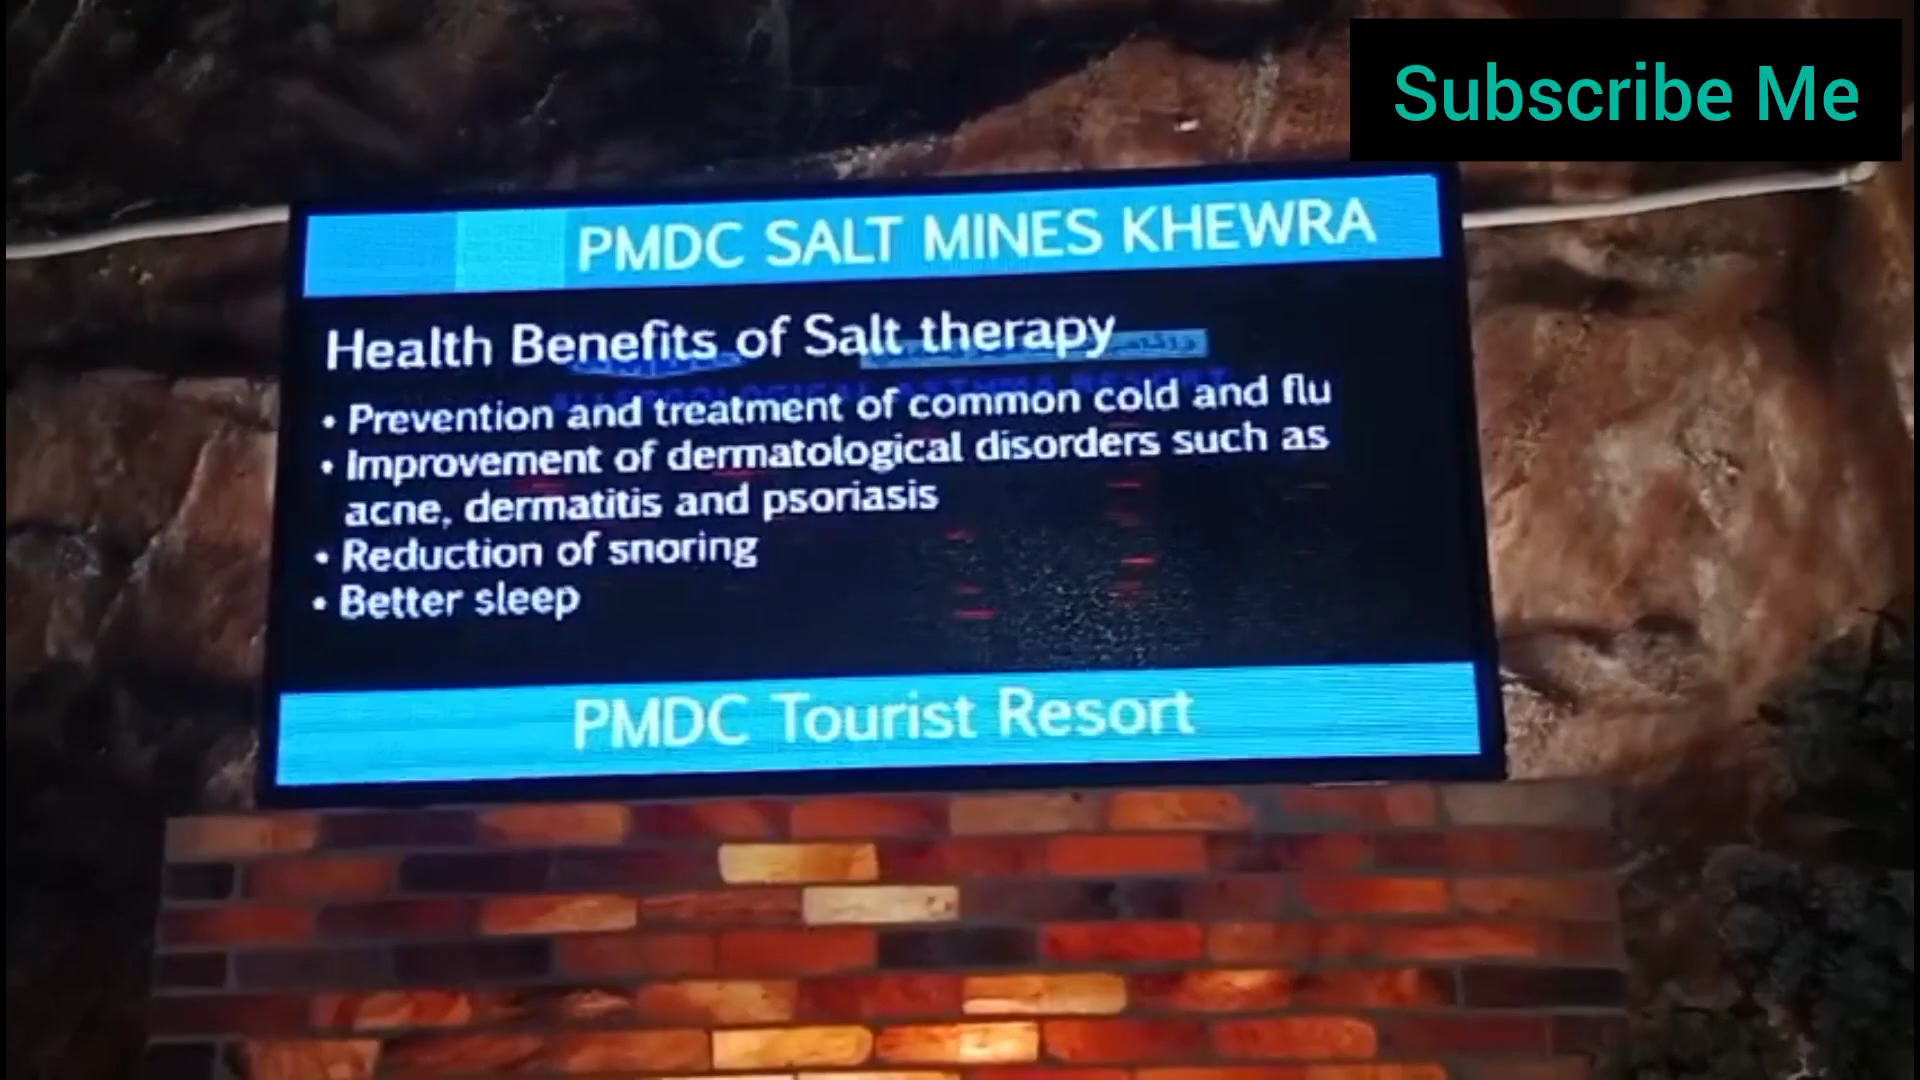 Subscribe Me
PMDC SALT MINES KHEWRA
Health Benefits of Salt therapy
• Prevention and treatment of common cold and flu
• Improvement of dermatological disorders such as
acne, dermatitis and psoriasis
• Reduction of snoring
• Better sleep
PMDC Tourist Resort